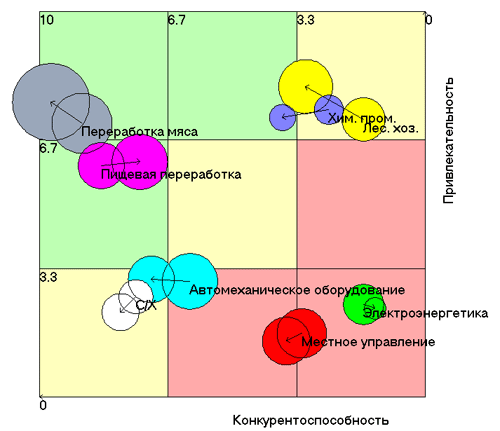 10
6.7
3.3
0
Хим. пром.
Лес. хоз.
Переработка мяса
6.7
Пищевая переработка
Привлекательность
3.3
Автомеханическое оборудование
С/Х
Электроэнергетика
Местное управление
0
Конкурентоспособность